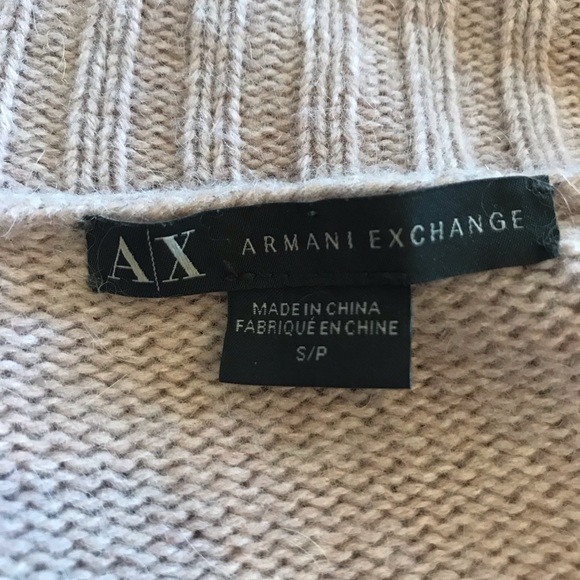 A|X ARMANI EXCHANGE
MADE IN CHINA
FABRIQUÉ EN CHINE
S/P